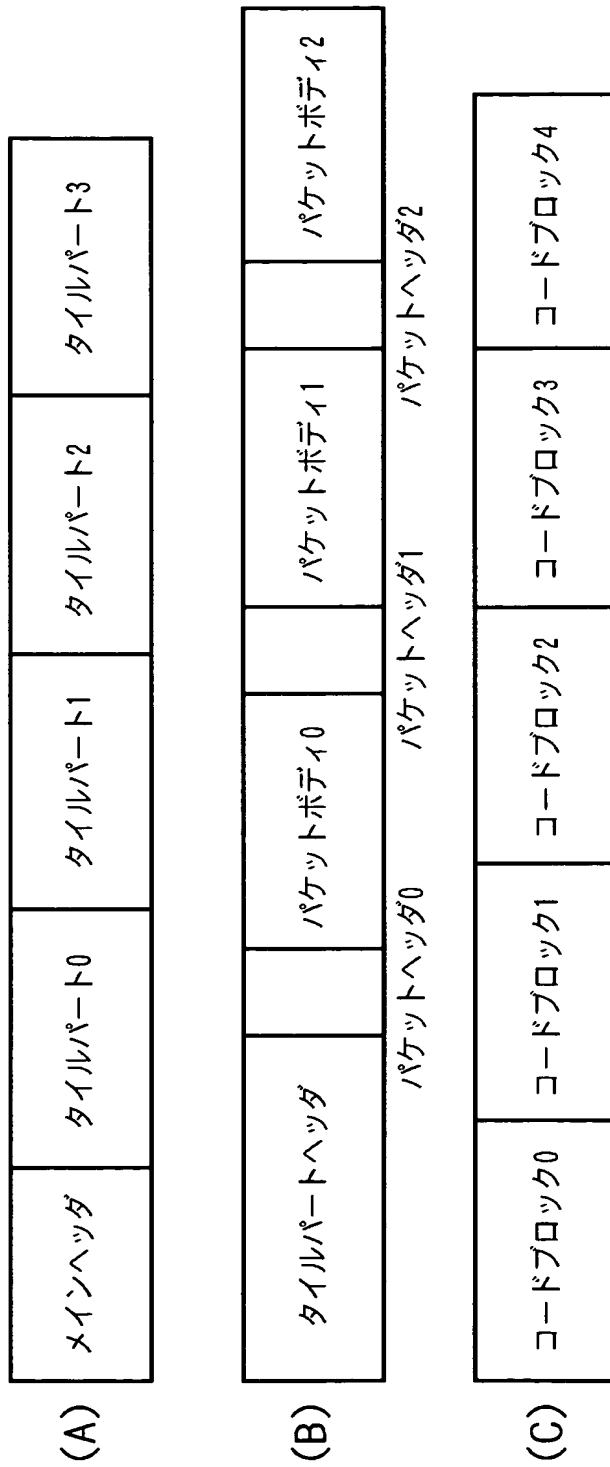 (A)
メインヘッダ
タイルパート0
タイルパート1
タイルパート2
タイルパート3
(B)
タイルパートヘッダ
パケットヘッダ0
パケットボディ0
パケットヘッダ1
パケットボディ1
パケットヘッダ2
パケットボディ2
(C)
コードブロック0
コードブロック1
コードブロック2
コードブロック3
コードブロック4